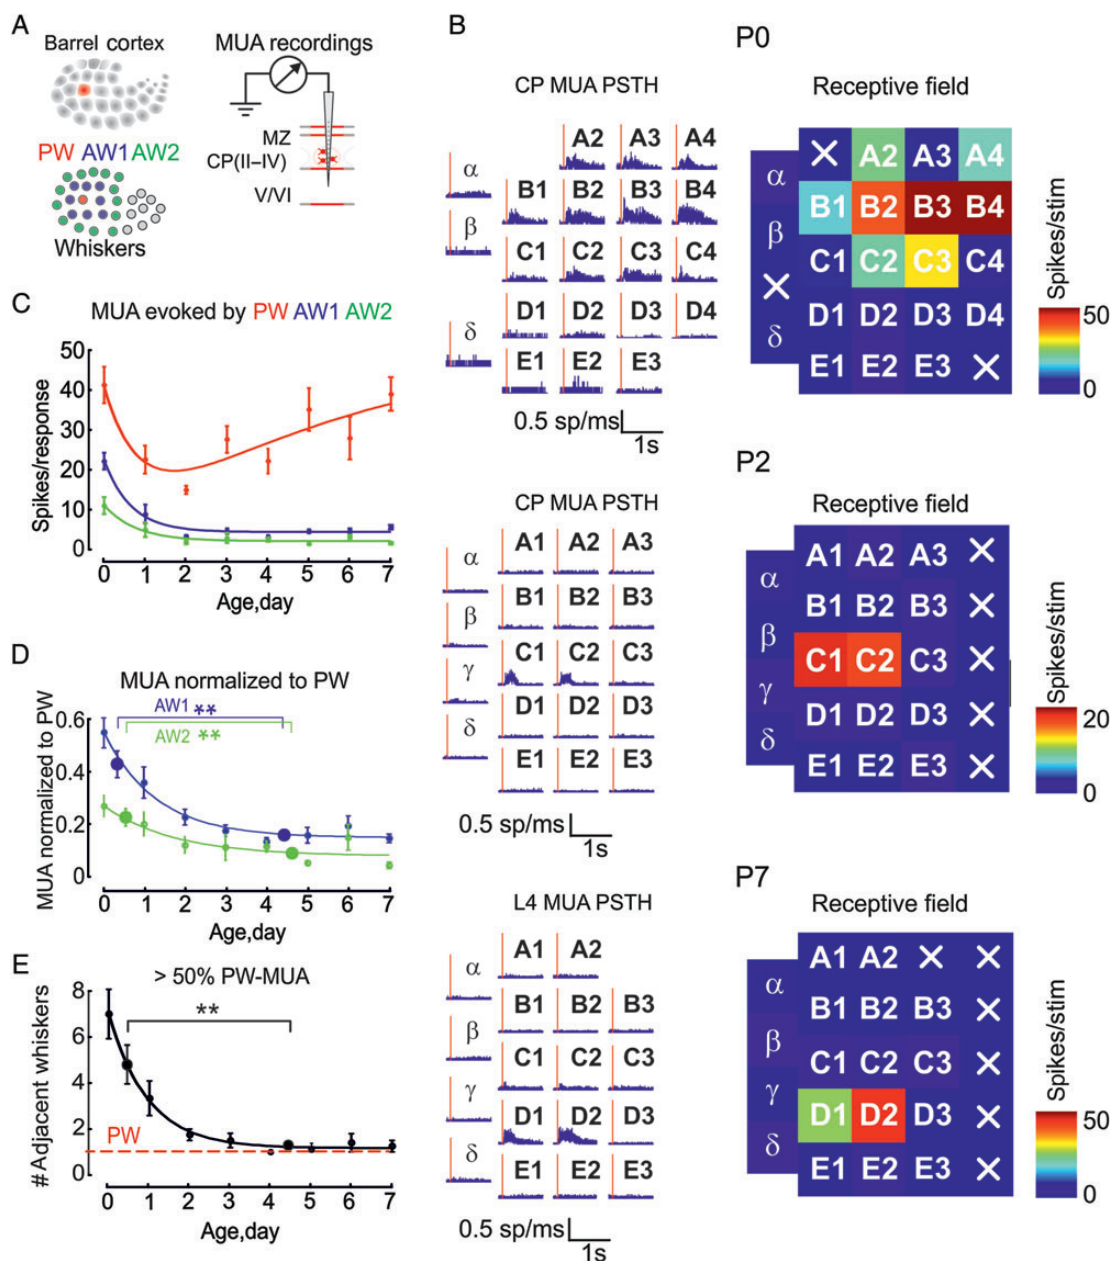 A
Barrel cortex
MUA recordings
PW AW1 AW2
Whiskers
MZ
CP(II–IV)
V/VI
B
CP MUA PSTH
A2 A3 A4
α
B1 B2 B3 B4
β
C1 C2 C3 C4
D1 D2 D3 D4
δ
E1 E2 E3
0.5 sp/ms
1s
P0
Receptive field
A2 A3 A4
α
B1 B2 B3 B4
β
C1 C2 C3 C4
D1 D2 D3 D4
δ
E1 E2 E3
Spikes/stim
50
0
C
MUA evoked by PW AW1 AW2
Spikes/response
50
40
30
20
10
0
0 1 2 3 4 5 6 7
Age,day
CP MUA PSTH
A1 A2 A3
α
B1 B2 B3
β
C1 C2 C3
γ
D1 D2 D3
δ
E1 E2 E3
0.5 sp/ms
1s
P2
Receptive field
A1 A2 A3
α
B1 B2 B3
β
C1 C2 C3
γ
D1 D2 D3
δ
E1 E2 E3
Spikes/stim
20
0
D
MUA normalized to PW
AW1 **
AW2 **
MUA normalized to PW
0.6
0.4
0.2
0
0 1 2 3 4 5 6 7
Age,day
L4 MUA PSTH
A1 A2
α
B1 B2 B3
β
C1 C2 C3
γ
D1 D2 D3
δ
E1 E2 E3
0.5 sp/ms
1s
P7
Receptive field
A1 A2
α
B1 B2 B3
β
C1 C2 C3
γ
D1 D2 D3
δ
E1 E2 E3
Spikes/stim
50
0
E
> 50% PW-MUA
**
# Adjacent whiskers
8
6
4
2
0
PW
0 1 2 3 4 5 6 7
Age,day